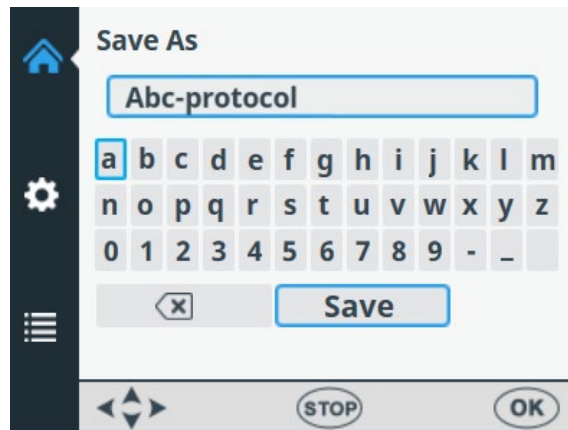 Save As
Abc-protocol
a b c d e f g h i j k l m
n o p q r s t u v w x y z
0 1 2 3 4 5 6 7 8 9 - _
Save
STOP OK